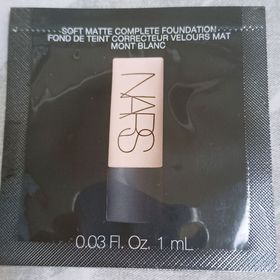 SOFT MATTE COMPLETE FOUNDATION
FOND DE TEINT CORRECTEUR VELOURS MAT
MONT BLANC
NARS
0.03 Fl. Oz. 1 mL